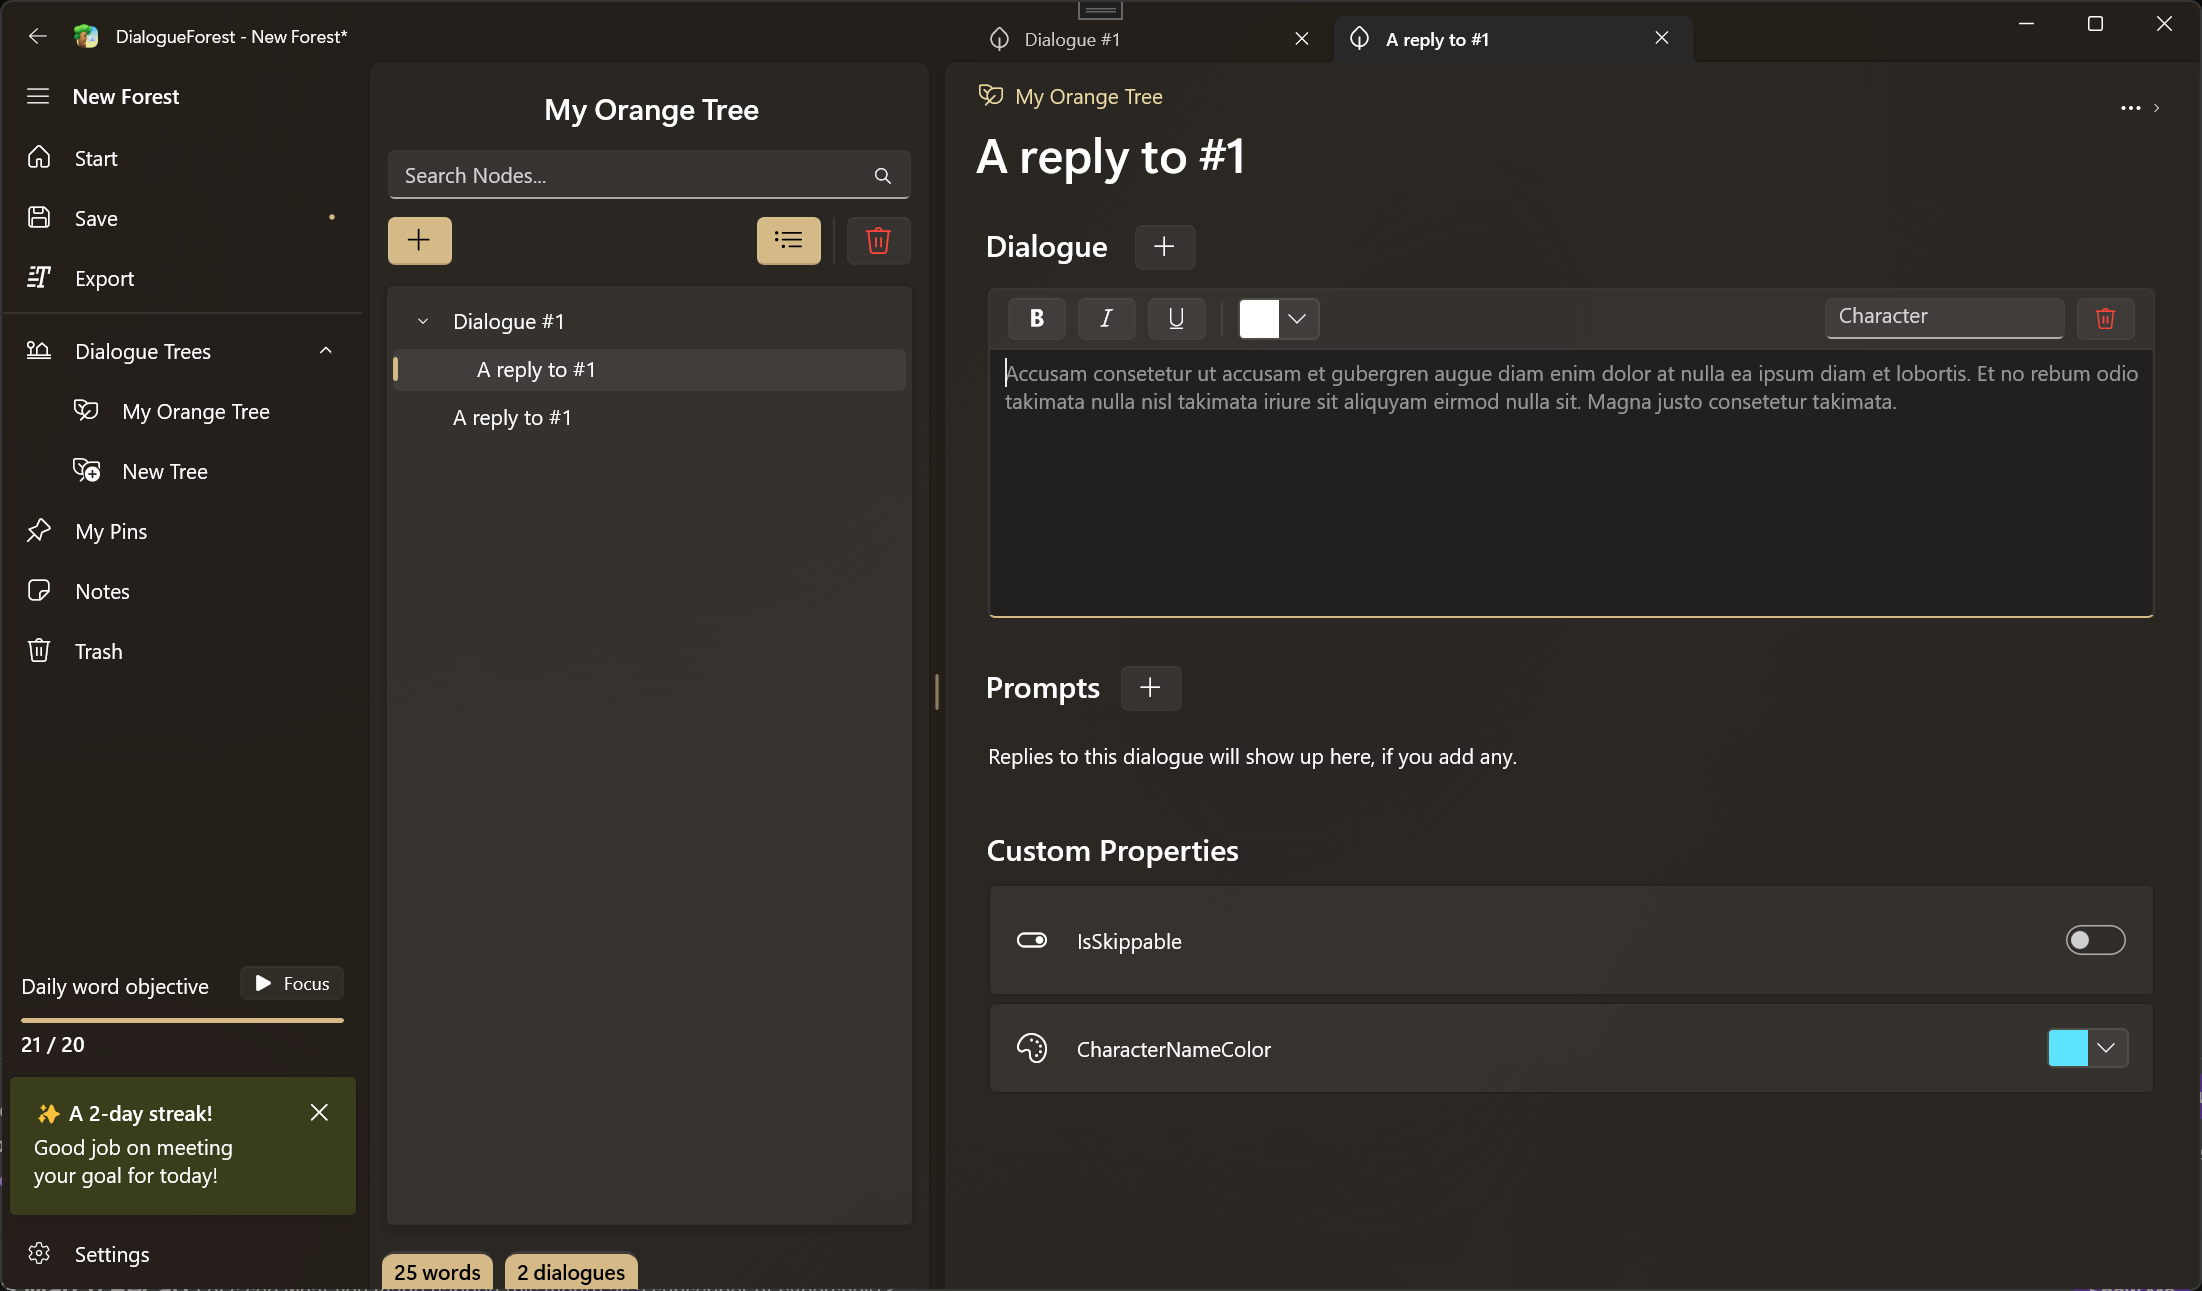 DialogueForest - New Forest*
Dialogue #1
A reply to #1
New Forest
Start
Save
Export
Dialogue Trees
My Orange Tree
New Tree
My Pins
Notes
Trash
Daily word objective
Focus
21 / 20
✨ A 2-day streak!
Good job on meeting
your goal for today!
Settings
My Orange Tree
Search Nodes...
Dialogue #1
A reply to #1
A reply to #1
25 words
2 dialogues
My Orange Tree
A reply to #1
Dialogue
B I U
Character
Accusam consetetur ut accusam et gubergren augue diam enim dolor at nulla ea ipsum diam et lobortis. Et no rebum odio
takimata nulla nisl takimata iriure sit aliquyam eirmod nulla sit. Magna justo consetetur takimata.
Prompts
Replies to this dialogue will show up here, if you add any.
Custom Properties
IsSkippable
CharacterNameColor